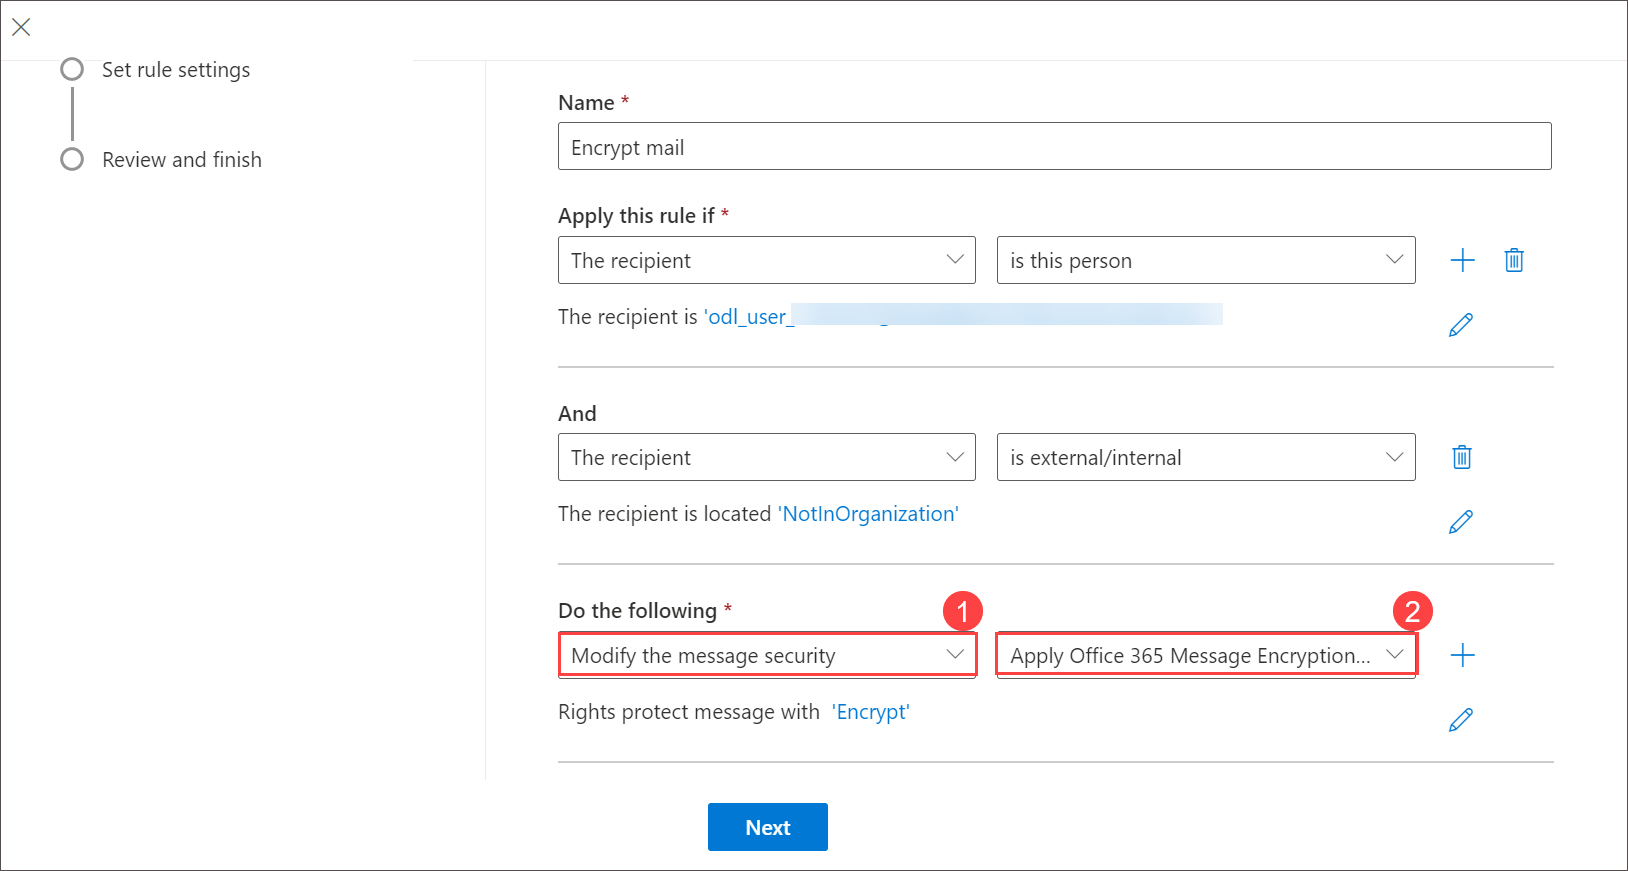 Set rule settings
Review and finish
Name *
Encrypt mail
Apply this rule if *
The recipient
is this person
The recipient is 'odl_user_
And
The recipient
is external/internal
The recipient is located 'NotInOrganization'
Do the following *
1
2
Modify the message security
Apply Office 365 Message Encryption...
Rights protect message with 'Encrypt'
Next